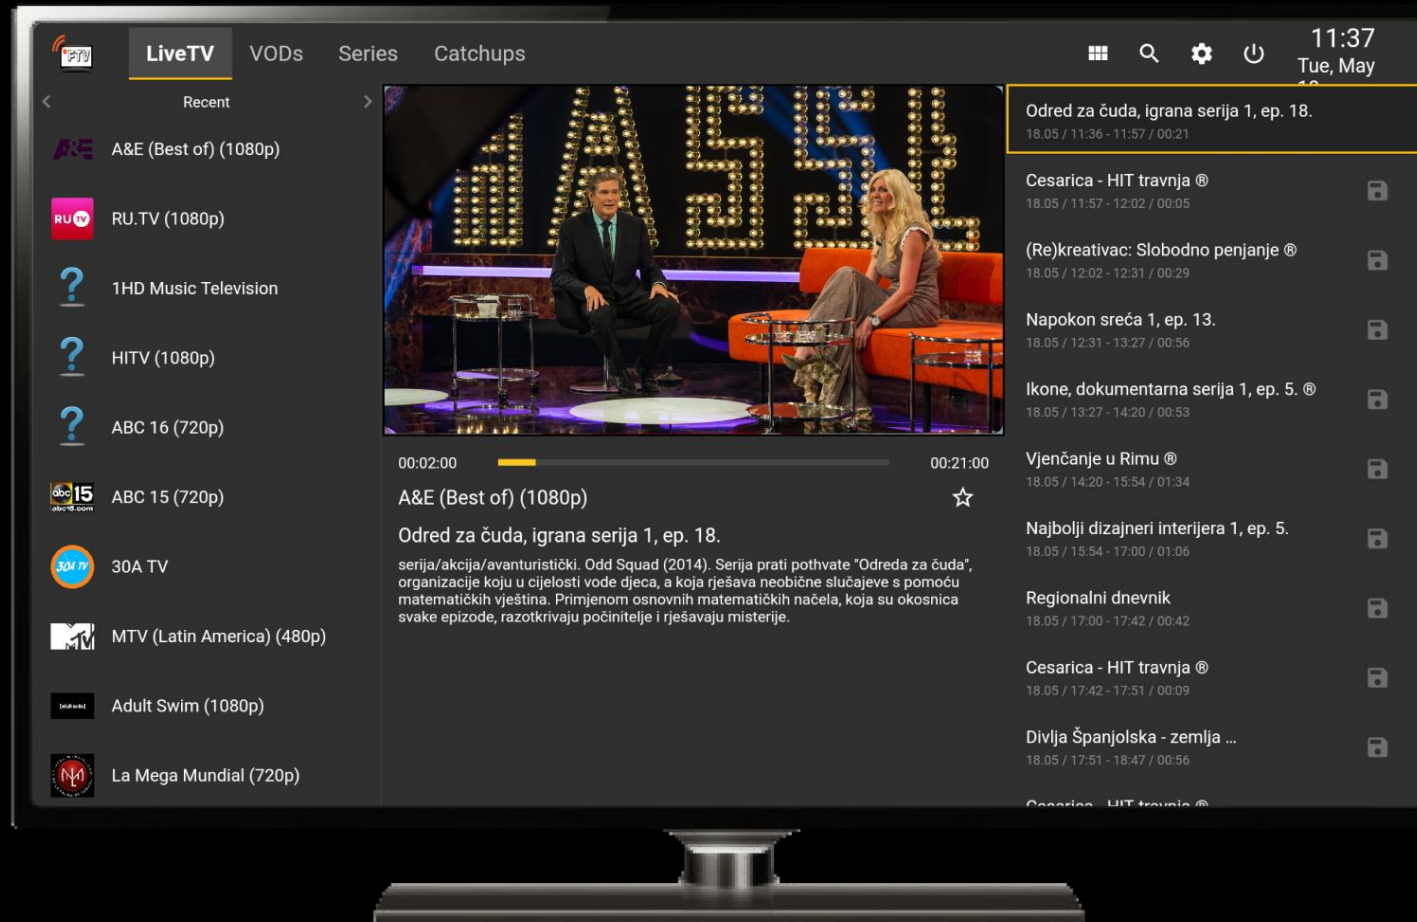 FTV
LiveTV
VODs
Series
Catchups
11:37
Tue, May
Recent
A&E
A&E (Best of) (1080p)
RU TV
RU.TV (1080p)
?
1HD Music Television
?
HITV (1080p)
?
ABC 16 (720p)
abc 15
abc15.com
ABC 15 (720p)
30A TV
30A TV
MTV
MTV (Latin America) (480p)
[adult swim]
Adult Swim (1080p)
La Mega Mundial (720p)
HASSE
00:02:00
00:21:00
A&E (Best of) (1080p)
Odred za čuda, igrana serija 1, ep. 18.
serija/akcija/avanturistički. Odd Squad (2014). Serija prati pothvate "Odreda za čuda",
organizacije koju u cijelosti vode djeca, a koja rješava neobične slučajeve s pomoću
matematičkih vještina. Primjenom osnovnih matematičkih načela, koja su okosnica
svake epizode, razotkrivaju počinitelje i rješavaju misterije.
Odred za čuda, igrana serija 1, ep. 18.
18.05 / 11:36 - 11:57 / 00:21
Cesarica - HIT travnja ®
18.05 / 11:57 - 12:02 / 00:05
(Re)kreativac: Slobodno penjanje ®
18.05 / 12:02 - 12:31 / 00:29
Napokon sreća 1, ep. 13.
18.05 / 12:31 - 13:27 / 00:56
Ikone, dokumentarna serija 1, ep. 5. ®
18.05 / 13:27 - 14:20 / 00:53
Vjenčanje u Rimu ®
18.05 / 14:20 - 15:54 / 01:34
Najbolji dizajneri interijera 1, ep. 5.
18.05 / 15:54 - 17:00 / 01:06
Regionalni dnevnik
18.05 / 17:00 - 17:42 / 00:42
Cesarica - HIT travnja ®
18.05 / 17:42 - 17:51 / 00:09
Divlja Španjolska - zemlja ...
18.05 / 17:51 - 18:47 / 00:56
Cesarica - HIT travnja ®